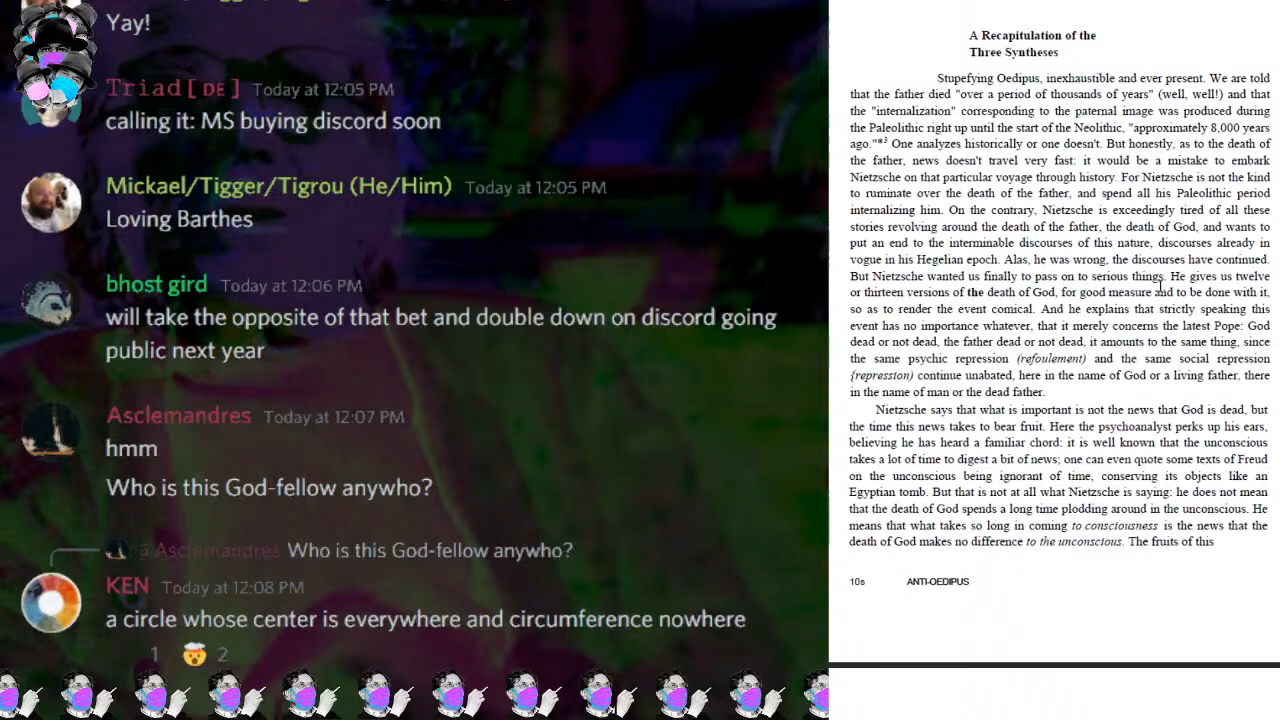 Yay!
Triad[DE] Today at 12:05 PM
calling it: MS buying discord soon
Mickael/Tigger/Tigrou (He/Him) Today at 12:05 PM
Loving Barthes
bhost gird Today at 12:06 PM
will take the opposite of that bet and double down on discord going
public next year
Asclemandres Today at 12:07 PM
hmm
Who is this God-fellow anywho?
@Asclemandres Who is this God-fellow anywho?
KEN Today at 12:08 PM
a circle whose center is everywhere and circumference nowhere
1 🤯 2
A Recapitulation of the
Three Syntheses
Stupefying Oedipus, inexhaustible and ever present. We are told
that the father died "over a period of thousands of years" (well, well!) and that
the "internalization" corresponding to the paternal image was produced during
the Paleolithic right up until the start of the Neolithic, "approximately 8,000 years
ago."*³ One analyzes historically or one doesn't. But honestly, as to the death of
the father, news doesn't travel very fast: it would be a mistake to embark
Nietzsche on that particular voyage through history. For Nietzsche is not the kind
to ruminate over the death of the father, and spend all his Paleolithic period
internalizing him. On the contrary, Nietzsche is exceedingly tired of all these
stories revolving around the death of the father, the death of God, and wants to
put an end to the interminable discourses of this nature, discourses already in
vogue in his Hegelian epoch. Alas, he was wrong, the discourses have continued.
But Nietzsche wanted us finally to pass on to serious things. He gives us twelve
or thirteen versions of the death of God, for good measure and to be done with it,
so as to render the event comical. And he explains that strictly speaking this
event has no importance whatever, that it merely concerns the latest Pope: God
dead or not dead, the father dead or not dead, it amounts to the same thing, since
the same psychic repression (refoulement) and the same social repression
{repression) continue unabated, here in the name of God or a living father, there
in the name of man or the dead father.
Nietzsche says that what is important is not the news that God is dead, but
the time this news takes to bear fruit. Here the psychoanalyst perks up his ears,
believing he has heard a familiar chord: it is well known that the unconscious
takes a lot of time to digest a bit of news; one can even quote some texts of Freud
on the unconscious being ignorant of time, conserving its objects like an
Egyptian tomb. But that is not at all what Nietzsche is saying: he does not mean
that the death of God spends a long time plodding around in the unconscious. He
means that what takes so long in coming to consciousness is the news that the
death of God makes no difference to the unconscious. The fruits of this
10s ANTI-OEDIPUS